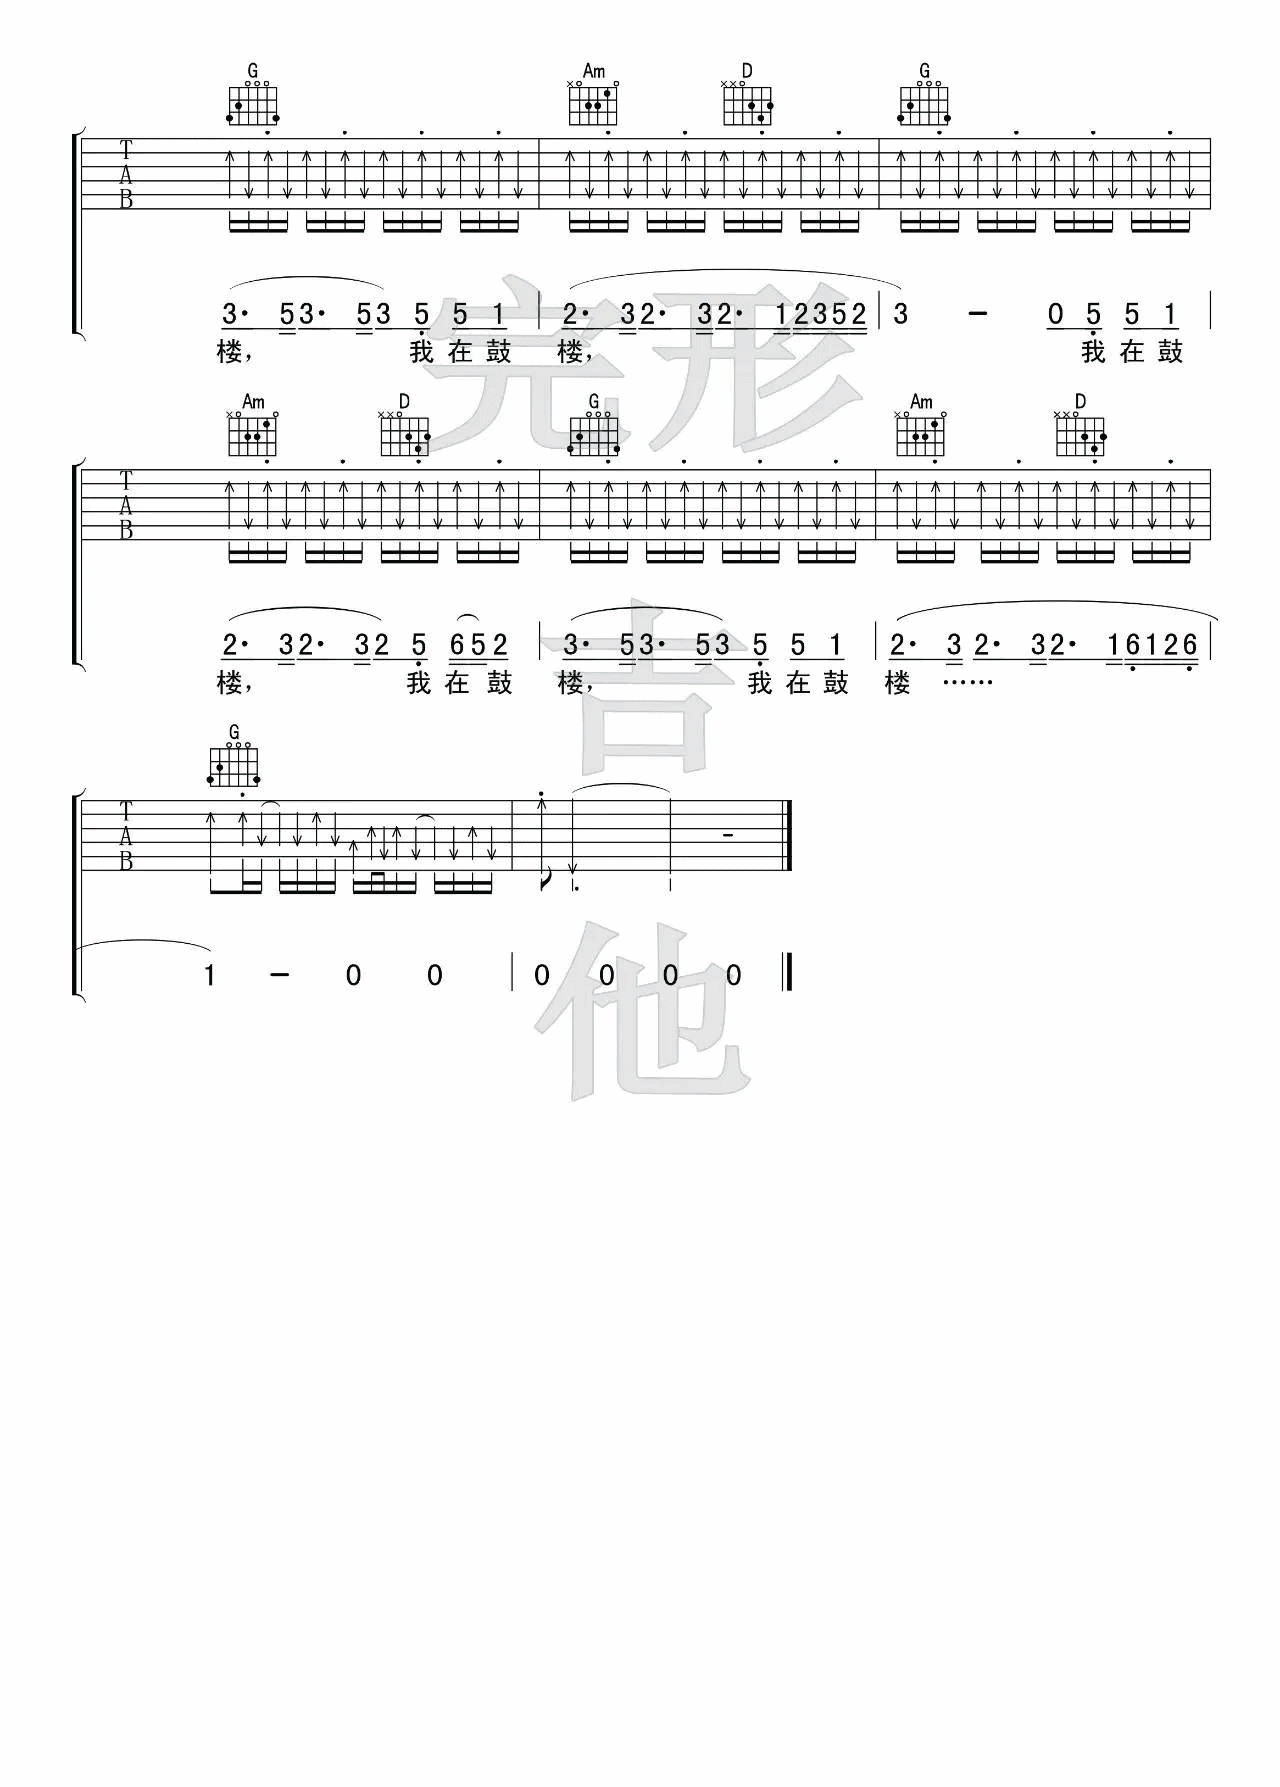 G Am D G
T
A
B
3· 53· 53 5 5 1 2· 32· 32· 12352 3 - 0 5 5 1
楼， 我在鼓 楼， 我在鼓
Am D G Am D
T
A
B
2· 32· 32 5 652 3· 53· 53 5 5 1 2· 3 2· 32· 16126
楼， 我在鼓 楼， 我在鼓 楼 ……
G
T
A
B
1 - 0 0 0 0 0 0
完形
吉
他